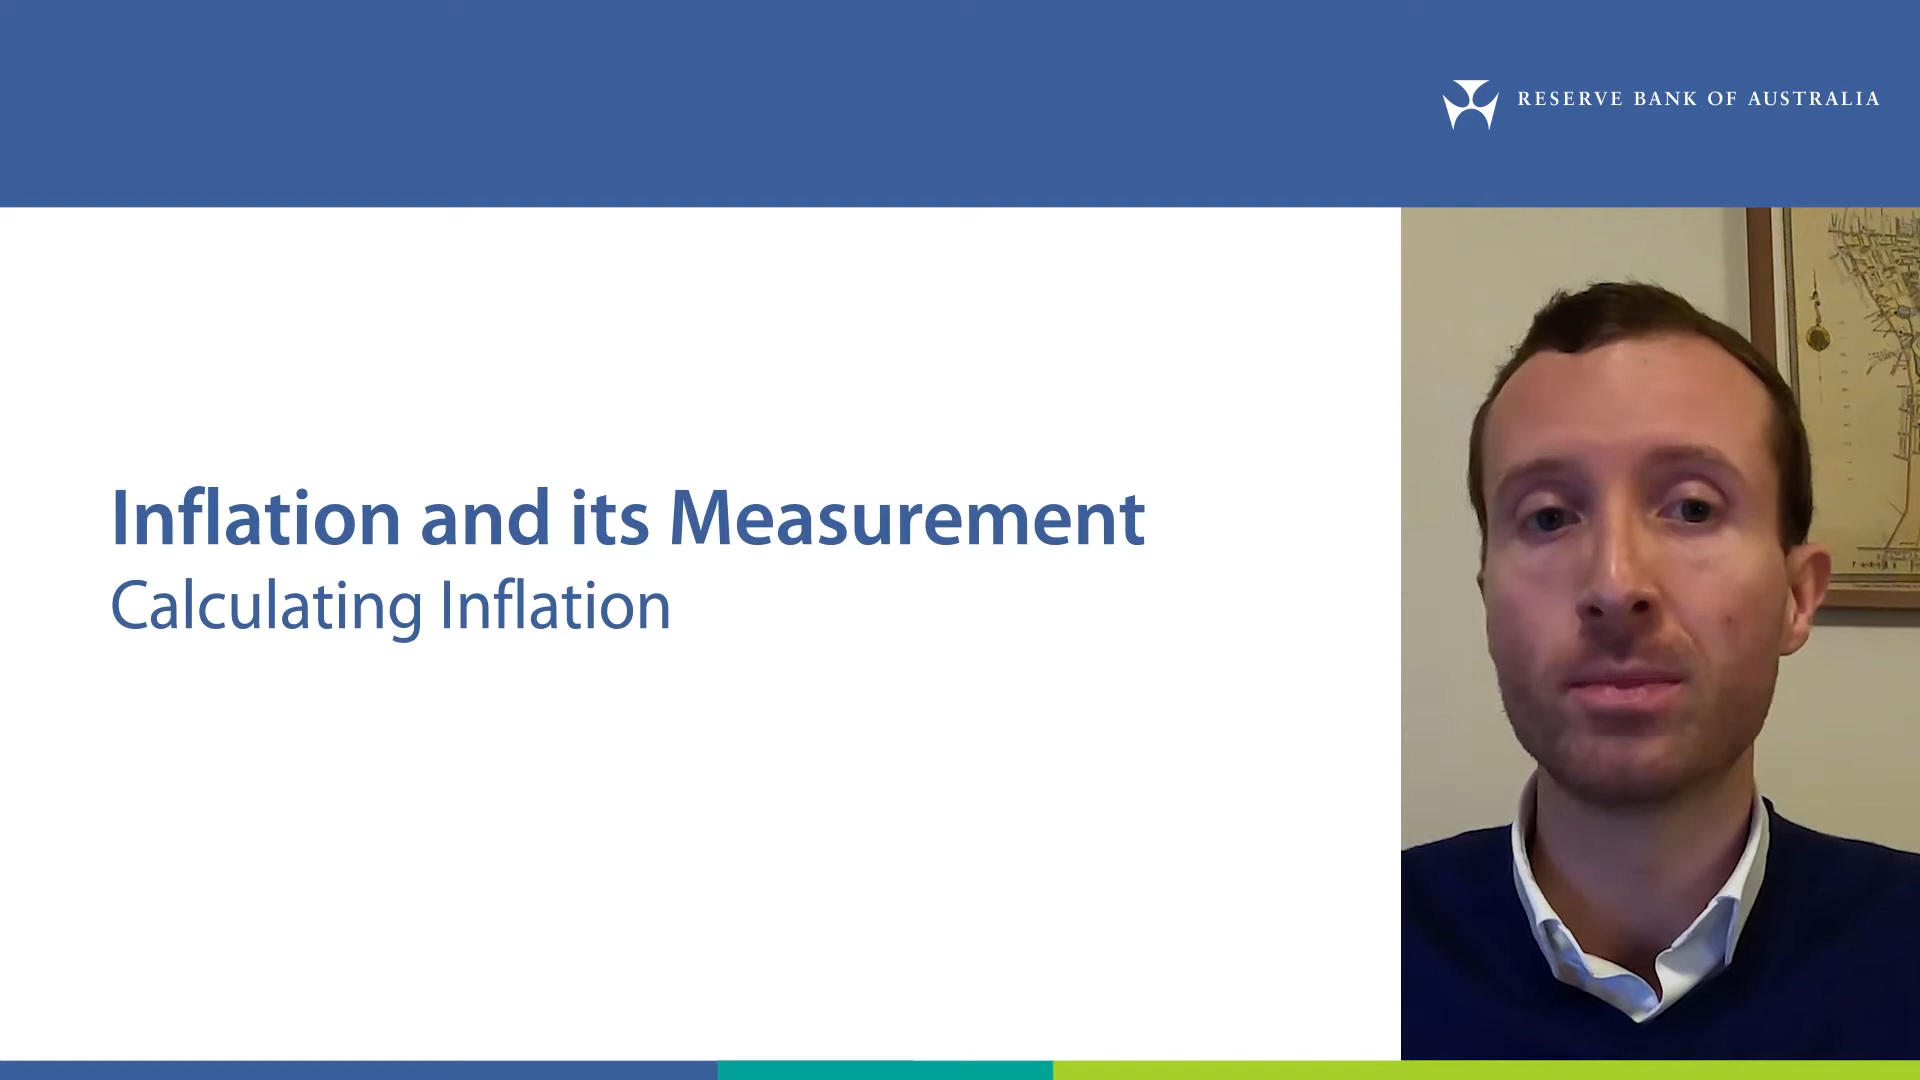 RESERVE BANK OF AUSTRALIA
Inflation and its Measurement
Calculating Inflation